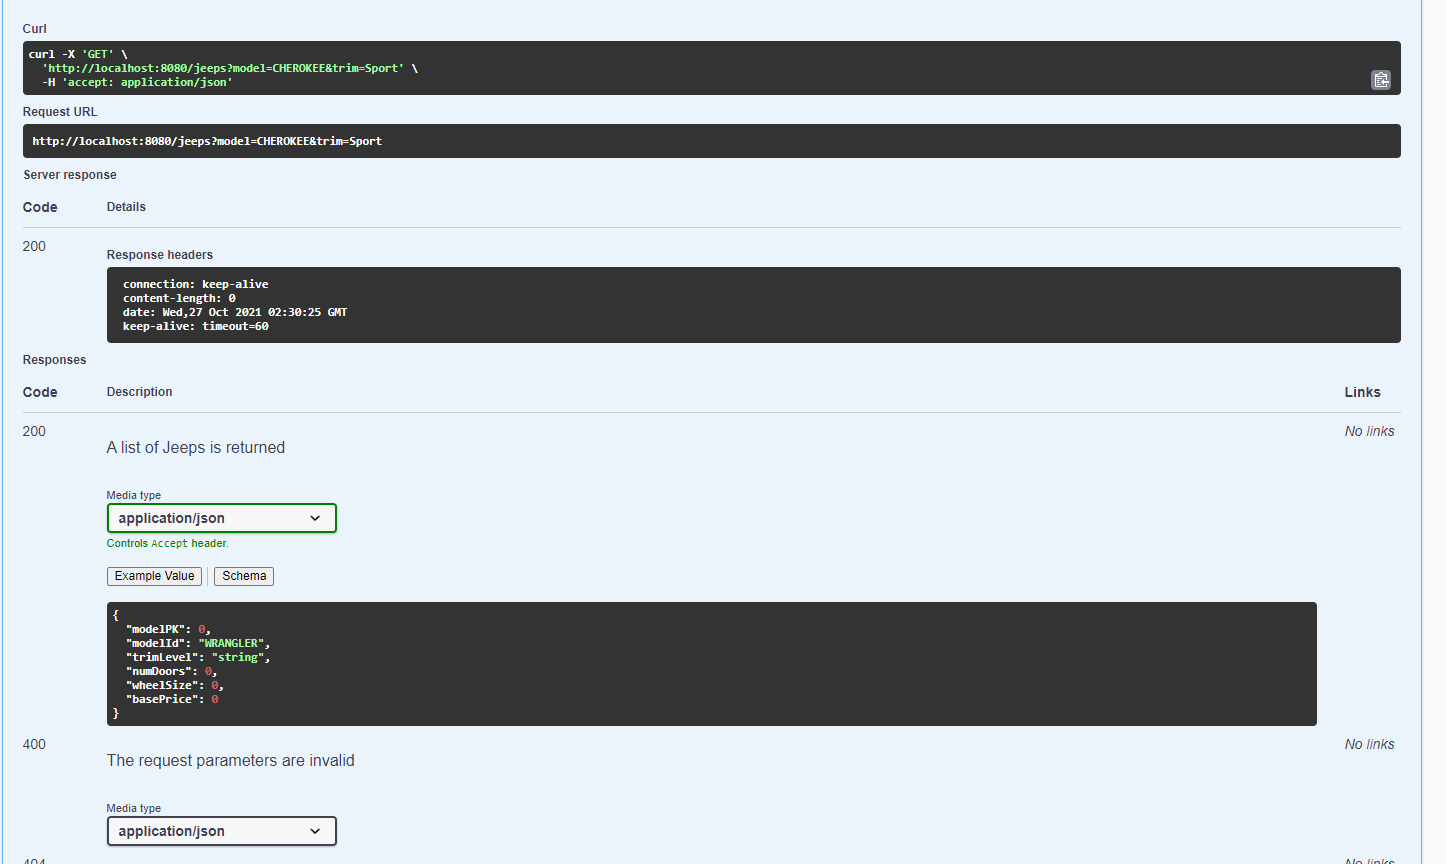 Curl
curl -X 'GET' \
'http://localhost:8080/jeeps?model=CHEROKEE&trim=Sport' \
-H 'accept: application/json'
Request URL
http://localhost:8080/jeeps?model=CHEROKEE&trim=Sport
Server response
Code Details
200
Response headers
connection: keep-alive
content-length: 0
date: Wed,27 Oct 2021 02:30:25 GMT
keep-alive: timeout=60
Responses
Code Description Links
200 No links
A list of Jeeps is returned
Media type
application/json
Controls Accept header.
Example Value Schema
{
"modelPK": 0,
"modelId": "WRANGLER",
"trimLevel": "string",
"numDoors": 0,
"wheelSize": 0,
"basePrice": 0
}
400 No links
The request parameters are invalid
Media type
application/json
404 No links